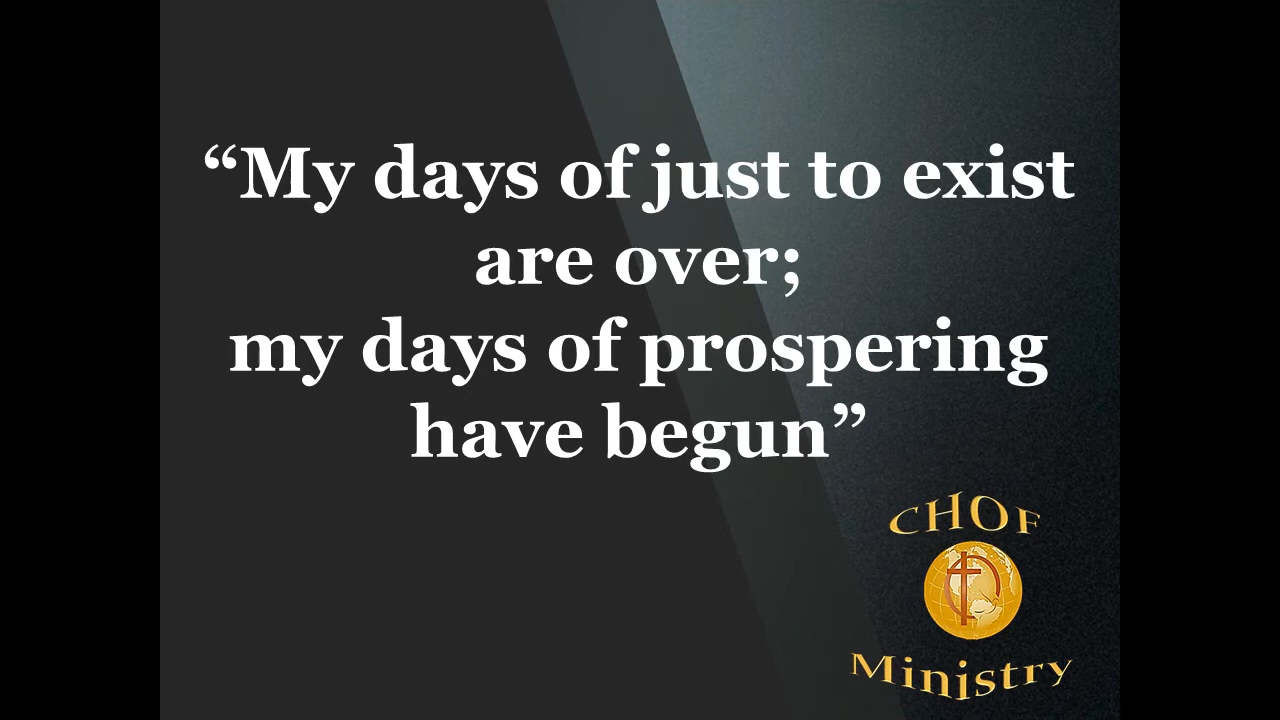 “My days of just to exist
are over;
my days of prospering
have begun”
CHOF
Ministry